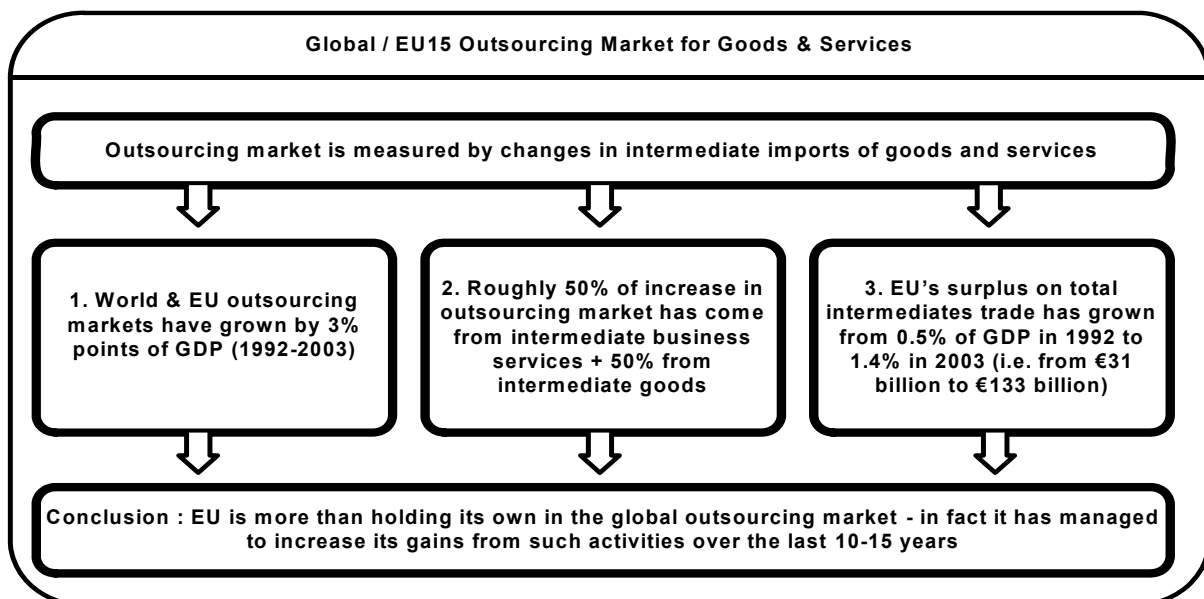 Global / EU15 Outsourcing Market for Goods & Services
Outsourcing market is measured by changes in intermediate imports of goods and services
1. World & EU outsourcing
markets have grown by 3%
points of GDP (1992-2003)
2. Roughly 50% of increase in
outsourcing market has come
from intermediate business
services + 50% from
intermediate goods
3. EU’s surplus on total
intermediates trade has grown
from 0.5% of GDP in 1992 to
1.4% in 2003 (i.e. from €31
billion to €133 billion)
Conclusion : EU is more than holding its own in the global outsourcing market - in fact it has managed
to increase its gains from such activities over the last 10-15 years